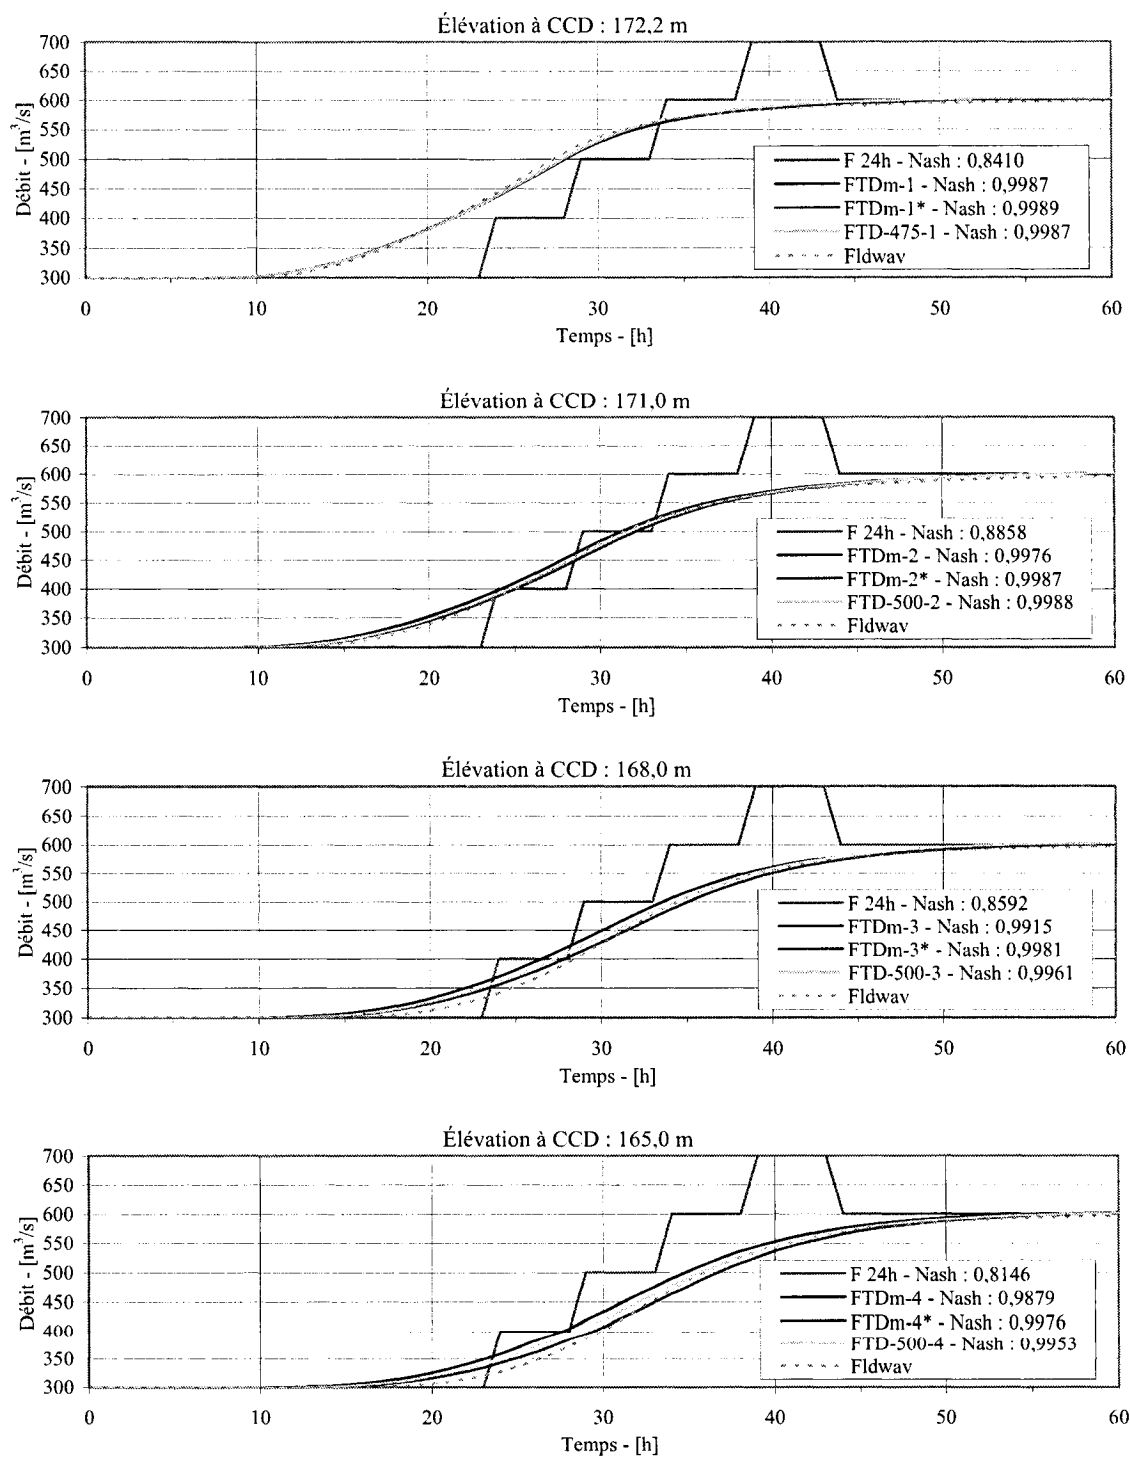 Élévation à CCD : 172,2 m
700
650
600
550
500
450
400
350
300
Débit - [m³/s]
F 24h - Nash : 0,8410
FTDm-1 - Nash : 0,9987
FTDm-1* - Nash : 0,9989
FTD-475-1 - Nash : 0,9987
Fldwav
0 10 20 30 40 50 60
Temps - [h]
Élévation à CCD : 171,0 m
700
650
600
550
500
450
400
350
300
Débit - [m³/s]
F 24h - Nash : 0,8858
FTDm-2 - Nash : 0,9976
FTDm-2* - Nash : 0,9987
FTD-500-2 - Nash : 0,9988
Fldwav
0 10 20 30 40 50 60
Temps - [h]
Élévation à CCD : 168,0 m
700
650
600
550
500
450
400
350
300
Débit - [m³/s]
F 24h - Nash : 0,8592
FTDm-3 - Nash : 0,9915
FTDm-3* - Nash : 0,9981
FTD-500-3 - Nash : 0,9961
Fldwav
0 10 20 30 40 50 60
Temps - [h]
Élévation à CCD : 165,0 m
700
650
600
550
500
450
400
350
300
Débit - [m³/s]
F 24h - Nash : 0,8146
FTDm-4 - Nash : 0,9879
FTDm-4* - Nash : 0,9976
FTD-500-4 - Nash : 0,9953
Fldwav
0 10 20 30 40 50 60
Temps - [h]